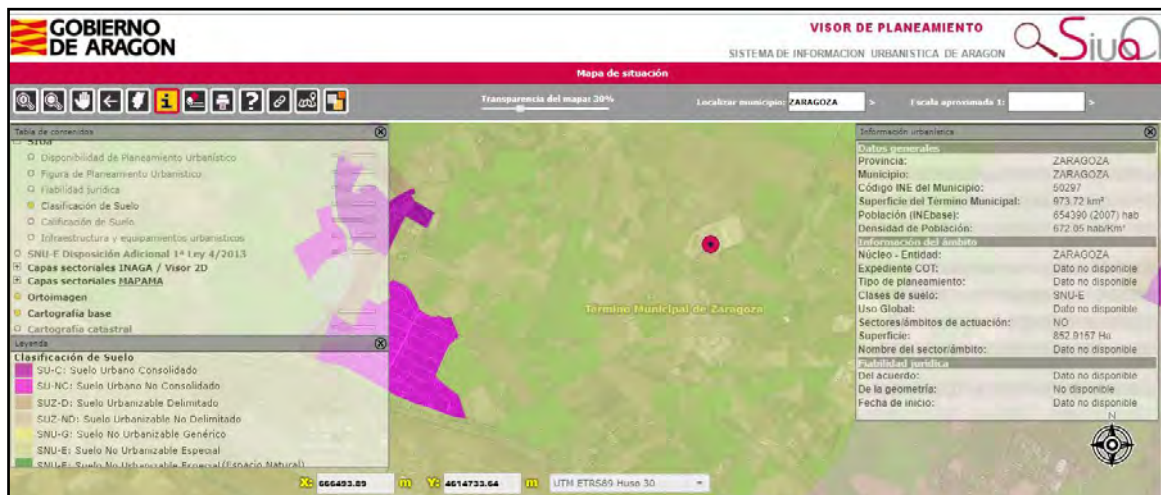 GOBIERNO
DE ARAGON
VISOR DE PLANEAMIENTO
SISTEMA DE INFORMACION URBANISTICA DE ARAGON
Siua
Mapa de situación
Transparencia del mapa: 20%
Localizar municipio: ZARAGOZA >
Escala aproximada 1: >
Tabla de contenidos
SIUa
Disponibilidad de Planeamiento Urbanístico
Figura de Planeamiento Urbanístico
Fiabilidad jurídica
Clasificación de Suelo
Calificación de Suelo
Infraestructura y equipamientos urbanísticos
SNU-E Disposición Adicional 1ª Ley 4/2013
Capas sectoriales INAGA / Visor 2D
Capas sectoriales MAPAMA
Ortoimagen
Cartografía base
Cartografía catastral
Leyenda
Clasificación de Suelo
SU-C: Suelo Urbano Consolidado
SU-NC: Suelo Urbano No Consolidado
SUZ-D: Suelo Urbanizable Delimitado
SUZ-ND: Suelo Urbanizable No Delimitado
SNU-G: Suelo No Urbanizable Genérico
SNU-E: Suelo No Urbanizable Especial
SNU-E: Suelo No Urbanizable Especial(Espacio Natural)
Término Municipal de Zaragoza
Información urbanística
Datos generales
Provincia: ZARAGOZA
Municipio: ZARAGOZA
Código INE del Municipio: 50297
Superficie del Término Municipal: 973.72 km²
Población (INEbase): 654390 (2007) hab
Densidad de Población: 672.05 hab/Km²
Información del ámbito
Núcleo - Entidad: ZARAGOZA
Expediente COT: Dato no disponible
Tipo de planeamiento: Dato no disponible
Clases de suelo: SNU-E
Uso Global: Dato no disponible
Sectores/ámbitos de actuación: NO
Superficie: 852.9157 Ha
Nombre del sector/ámbito: Dato no disponible
Fiabilidad jurídica
Del acuerdo: Dato no disponible
De la geometría: No disponible
Fecha de inicio: Dato no disponible
N
X: 666493.89 m Y: 4614733.64 m UTM ETRS89 Huso 30